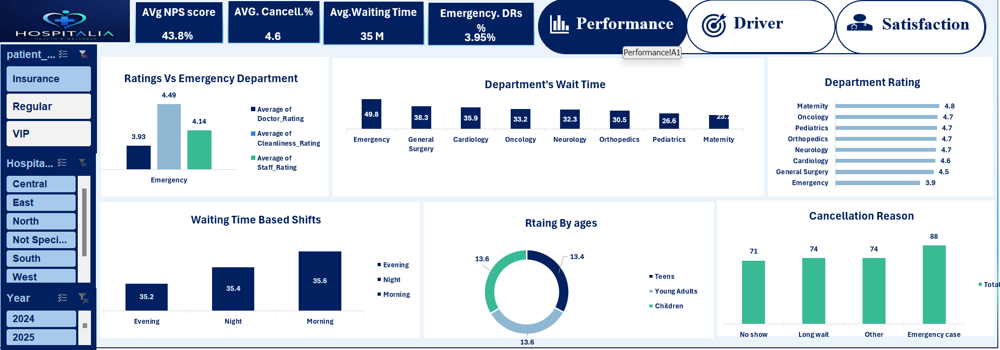 HOSPITALIA
HEALTH & WELLNESS
AVg NPS score
43.8%
AVG. Cancell.%
4.6
Avg.Waiting Time
35 M
Emergency. DRs
%
3.95%
Performance
Driver
Satisfaction
Performance!A1
patient_...
Insurance
Regular
VIP
Hospita...
Central
East
North
Not Speci...
South
West
Year
2024
2025
Ratings Vs Emergency Department
4.49
4.14
3.93
Emergency
Average of
Doctor_Rating
Average of
Cleanliness_Rating
Average of
Staff_Rating
Department's Wait Time
49.8
38.3
35.9
33.2
32.3
30.5
26.6
23.7
Emergency
General
Surgery
Cardiology
Oncology
Neurology
Orthopedics
Pediatrics
Maternity
Department Rating
Maternity 4.8
Oncology 4.7
Pediatrics 4.7
Orthopedics 4.7
Neurology 4.7
Cardiology 4.6
General Surgery 4.5
Emergency 3.9
Waiting Time Based Shifts
35.2
35.4
35.6
Evening
Night
Morning
Evening
Night
Morning
Rtaing By ages
13.6
13.4
13.6
Teens
Young Adults
Children
Cancellation Reason
71
74
74
88
No show
Long wait
Other
Emergency case
Total